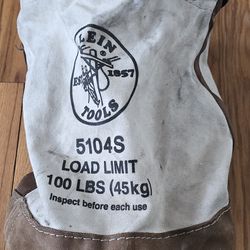 KLEIN
Est. 1857
TOOLS
5104S
LOAD LIMIT
100 LBS (45kg)
Inspect before each use